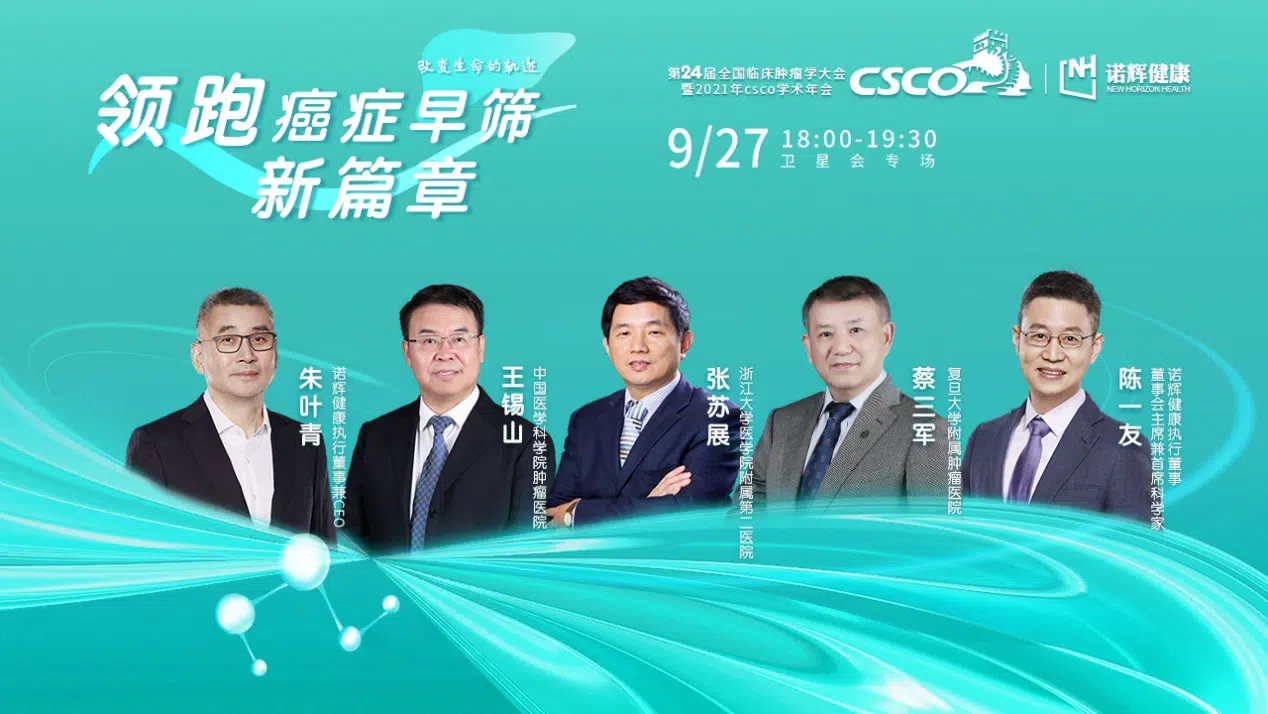 改变生命的轨迹
领跑癌症早筛
新篇章
第24届全国临床肿瘤学大会
暨2021年csco学术年会
CSCO
NH
诺辉健康
NEW HORIZON HEALTH
9/27
18:00-19:30
卫星会专场
朱叶青
诺辉健康执行董事兼CEO
王锡山
中国医学科学院肿瘤医院
张苏展
浙江大学医学院附属第二医院
蔡三军
复旦大学附属肿瘤医院
陈一友
诺辉健康执行董事
董事会主席兼首席科学家